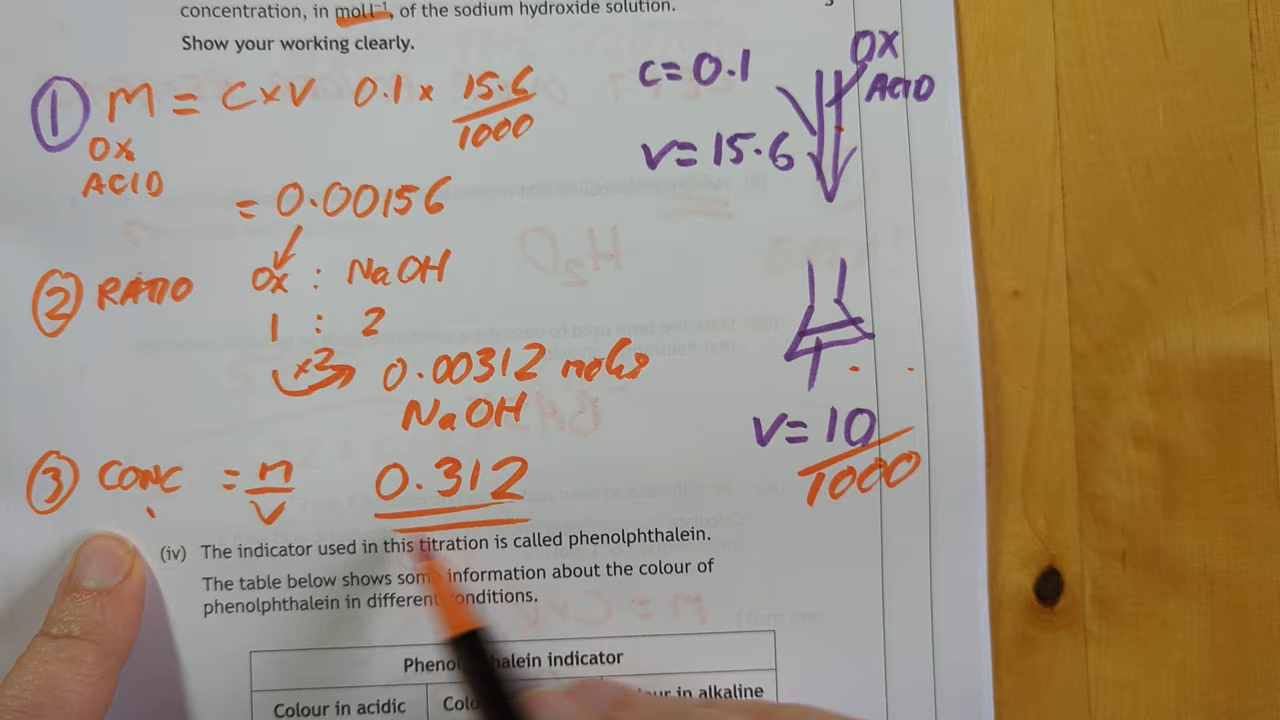 concentration, in mol l⁻¹, of the sodium hydroxide solution.
Show your working clearly.
① M = C×V 0.1 × 15.6/1000
OX
ACID
= 0.00156
② RATIO OX : NaOH
1 : 2
×2 0.00312 moles
NaOH
③ CONC = n/V 0.312
C=0.1
V=15.6
OX
ACID
V=10/1000
(iv) The indicator used in this titration is called phenolphthalein.
The table below shows some information about the colour of
phenolphthalein in different conditions.
Phenolphthalein indicator
Colour in acidic
in alkaline